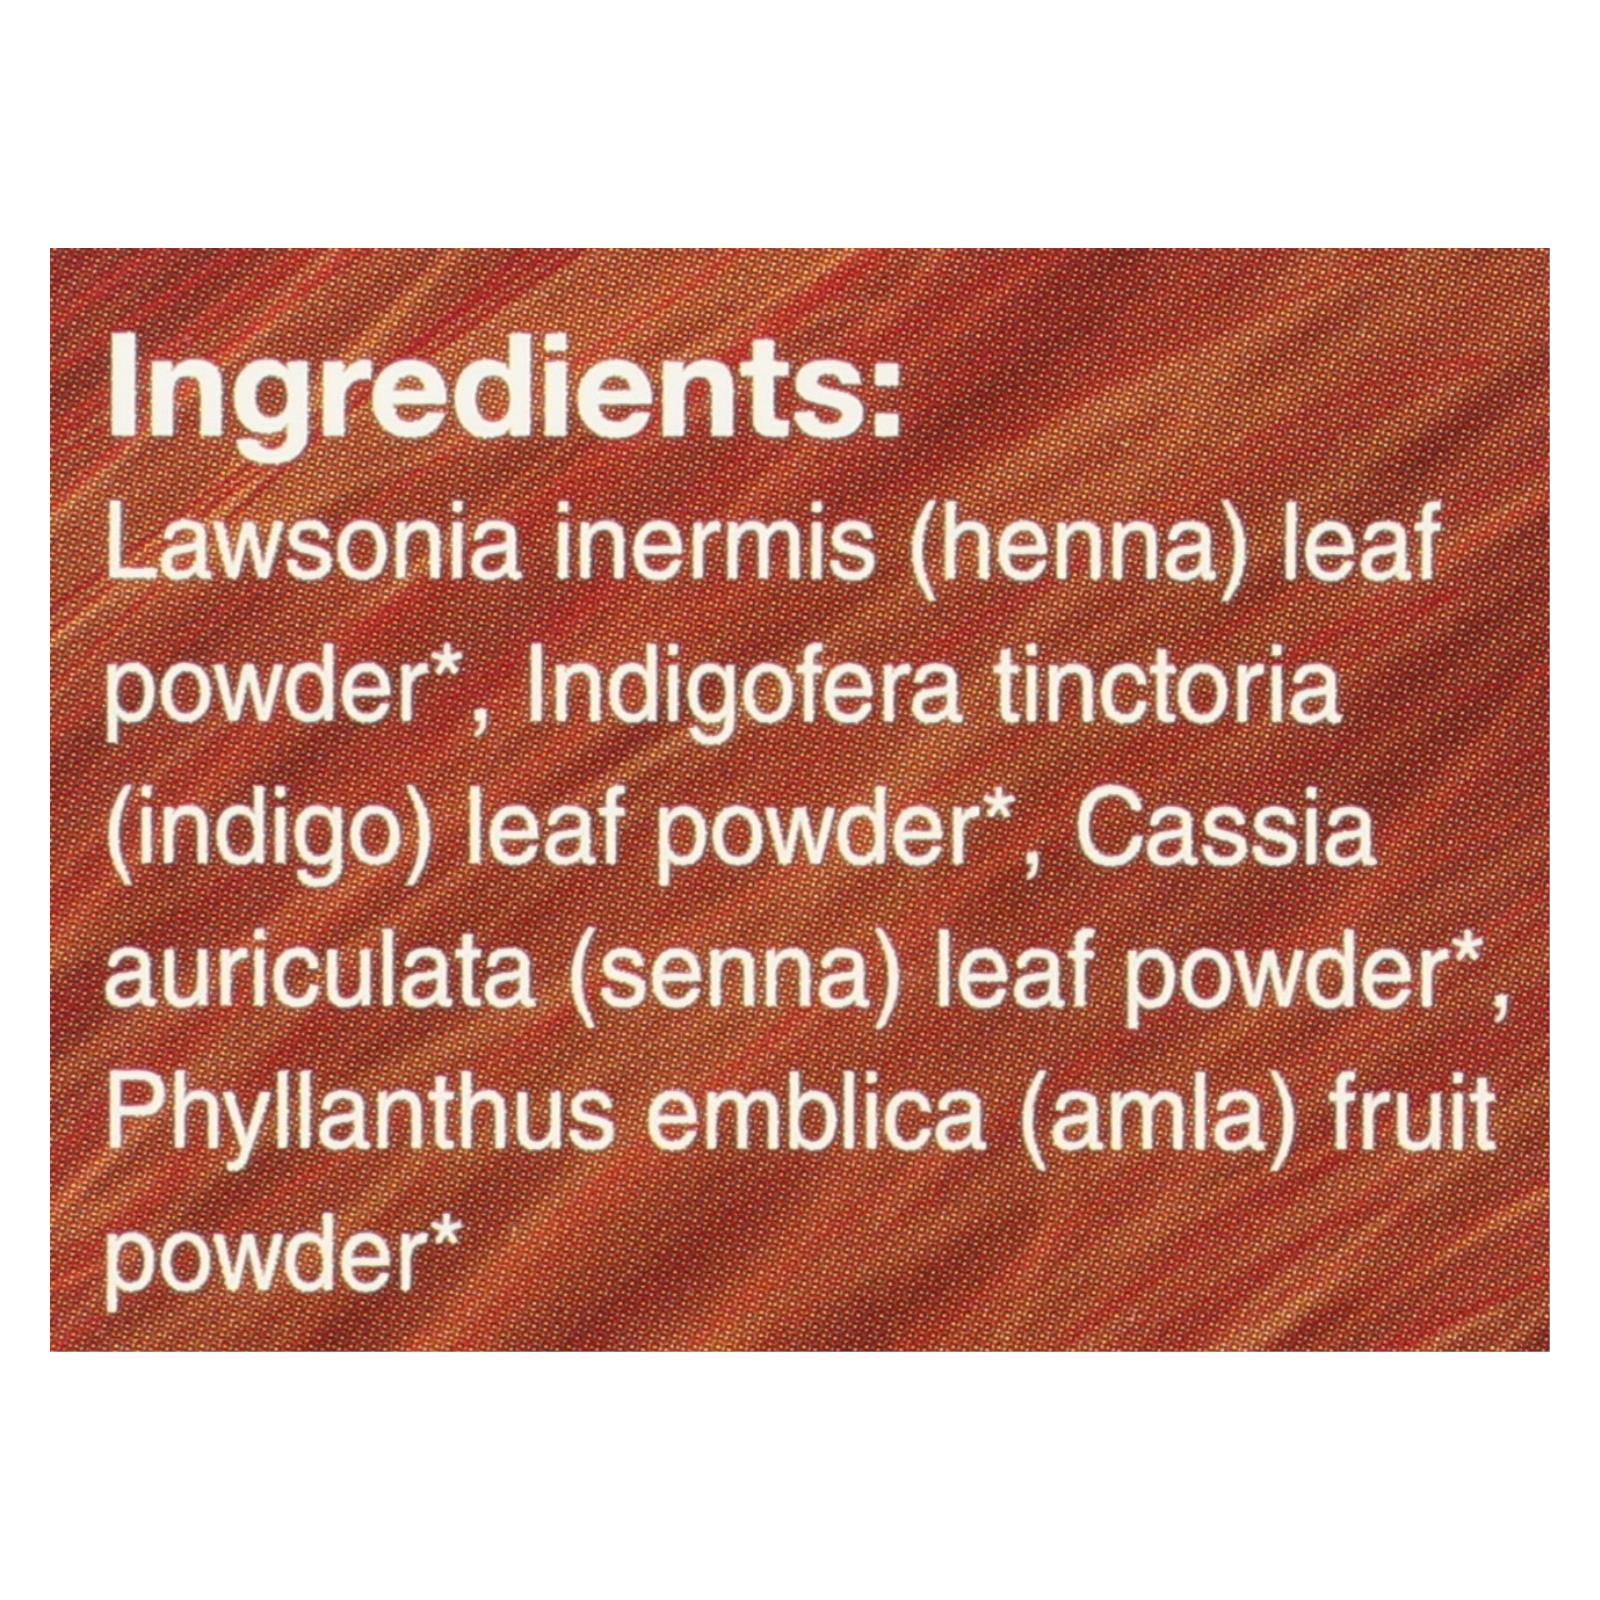 Ingredients:
Lawsonia inermis (henna) leaf
powder* , Indigofera tinctoria
(indigo) leaf powder* , Cassia
auriculata (senna) leaf powder* ,
Phyllanthus emblica (amla) fruit
powder*